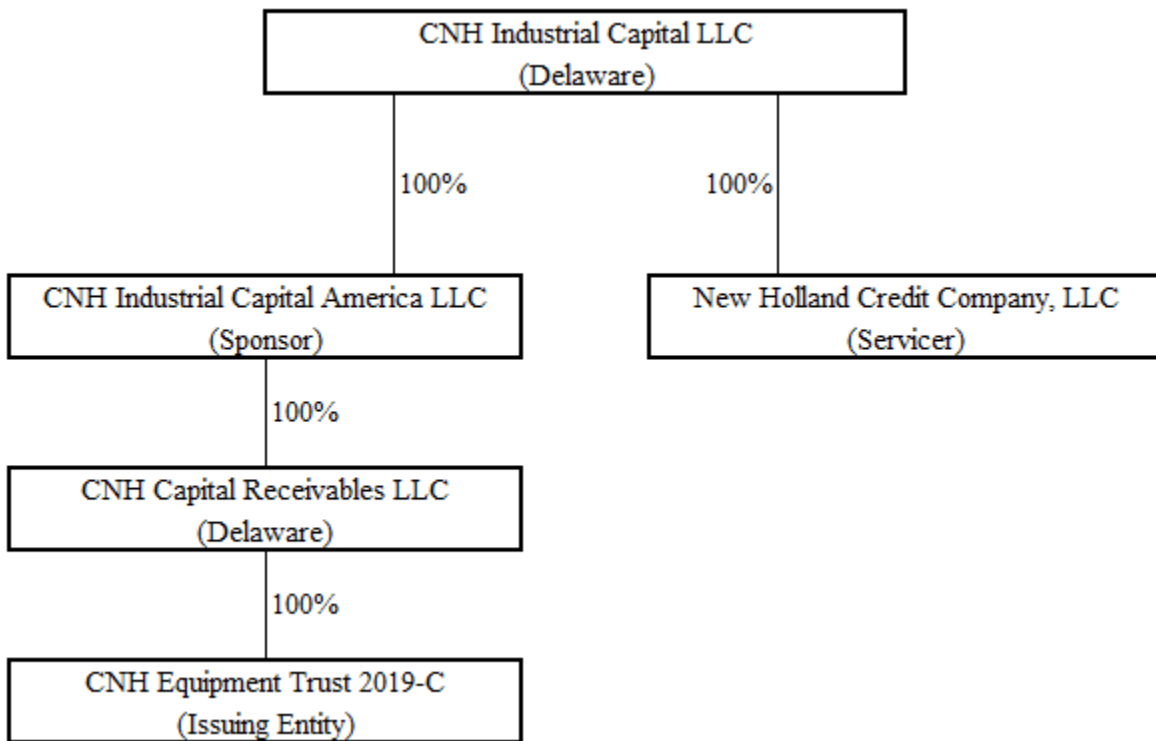 CNH Industrial Capital LLC
(Delaware)
100%
100%
CNH Industrial Capital America LLC
(Sponsor)
New Holland Credit Company, LLC
(Servicer)
100%
CNH Capital Receivables LLC
(Delaware)
100%
CNH Equipment Trust 2019-C
(Issuing Entity)